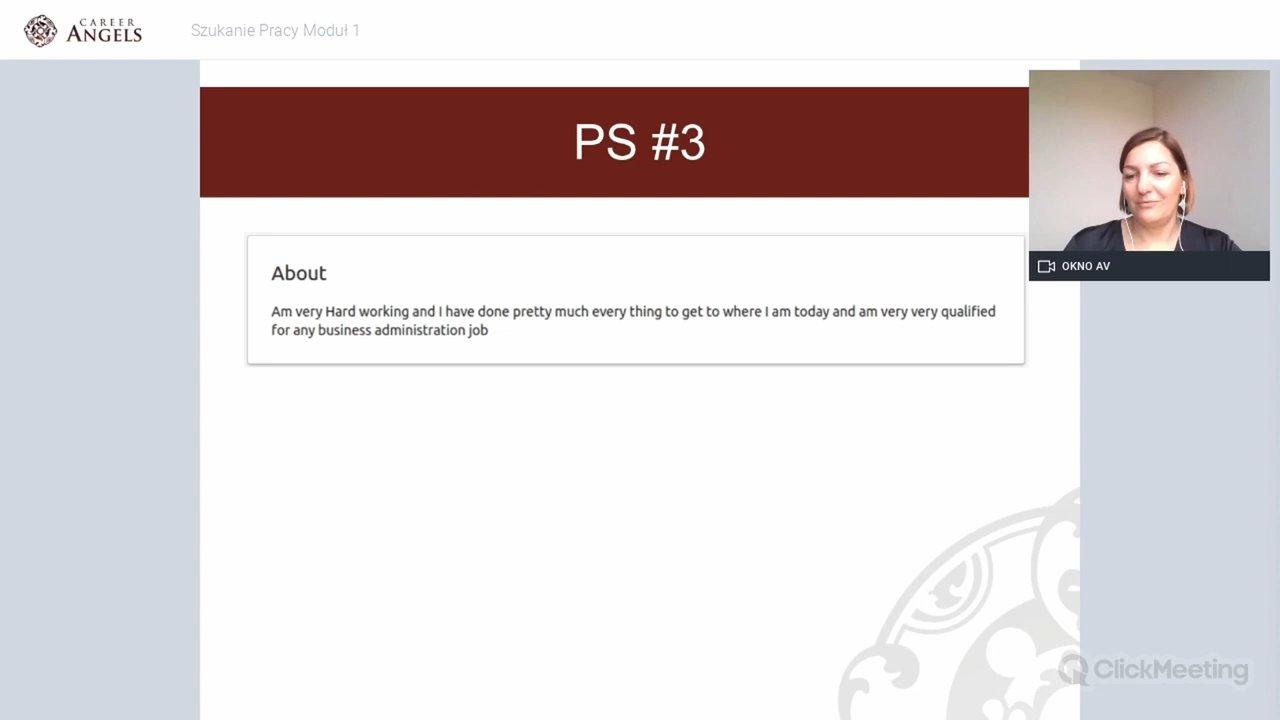 CAREER
ANGELS
Szukanie Pracy Moduł 1
PS #3
About
Am very Hard working and I have done pretty much every thing to get to where I am today and am very very qualified
for any business administration job
OKNO AV
ClickMeeting